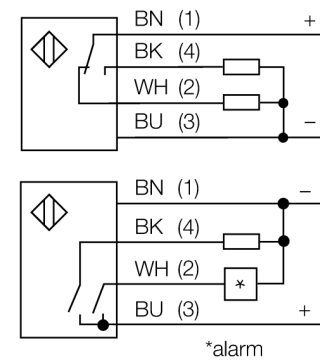 BN (1) +
BK (4)
WH (2)
BU (3) −
BN (1) −
BK (4)
WH (2)
*
BU (3) +
*alarm